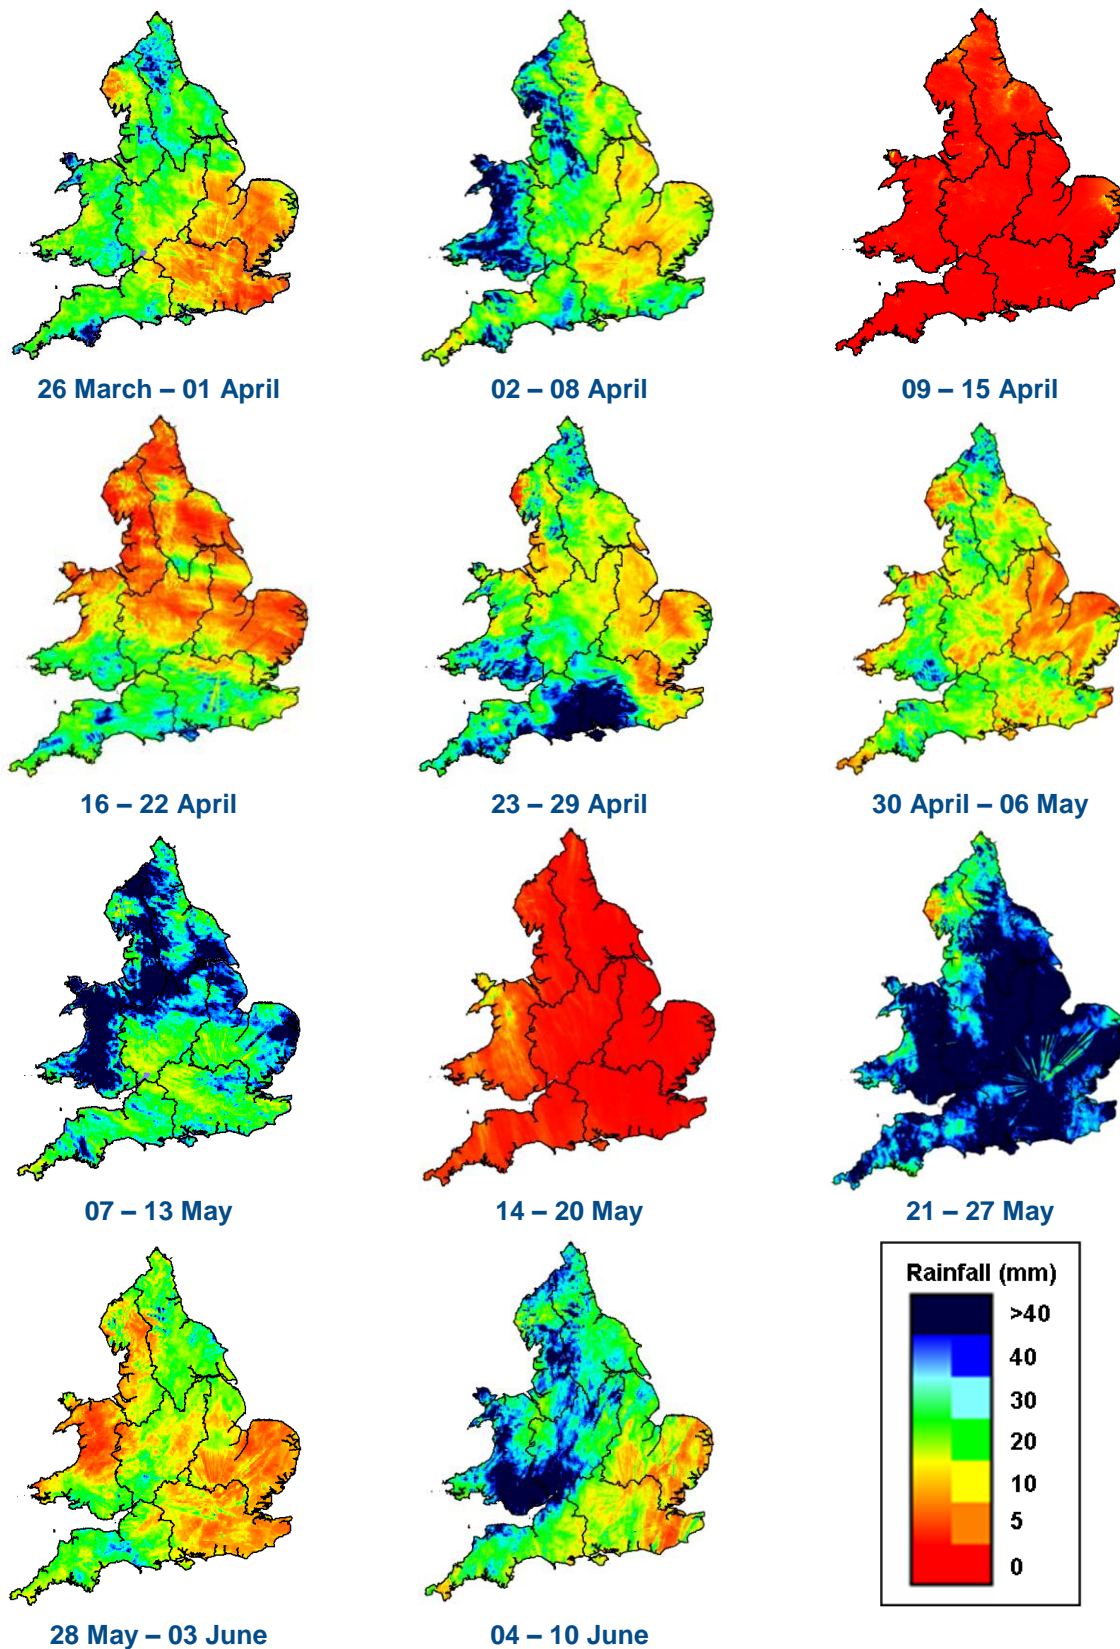 26 March – 01 April
02 – 08 April
09 – 15 April
16 – 22 April
23 – 29 April
30 April – 06 May
07 – 13 May
14 – 20 May
21 – 27 May
28 May – 03 June
04 – 10 June
Rainfall (mm)
>40
40
30
20
10
5
0